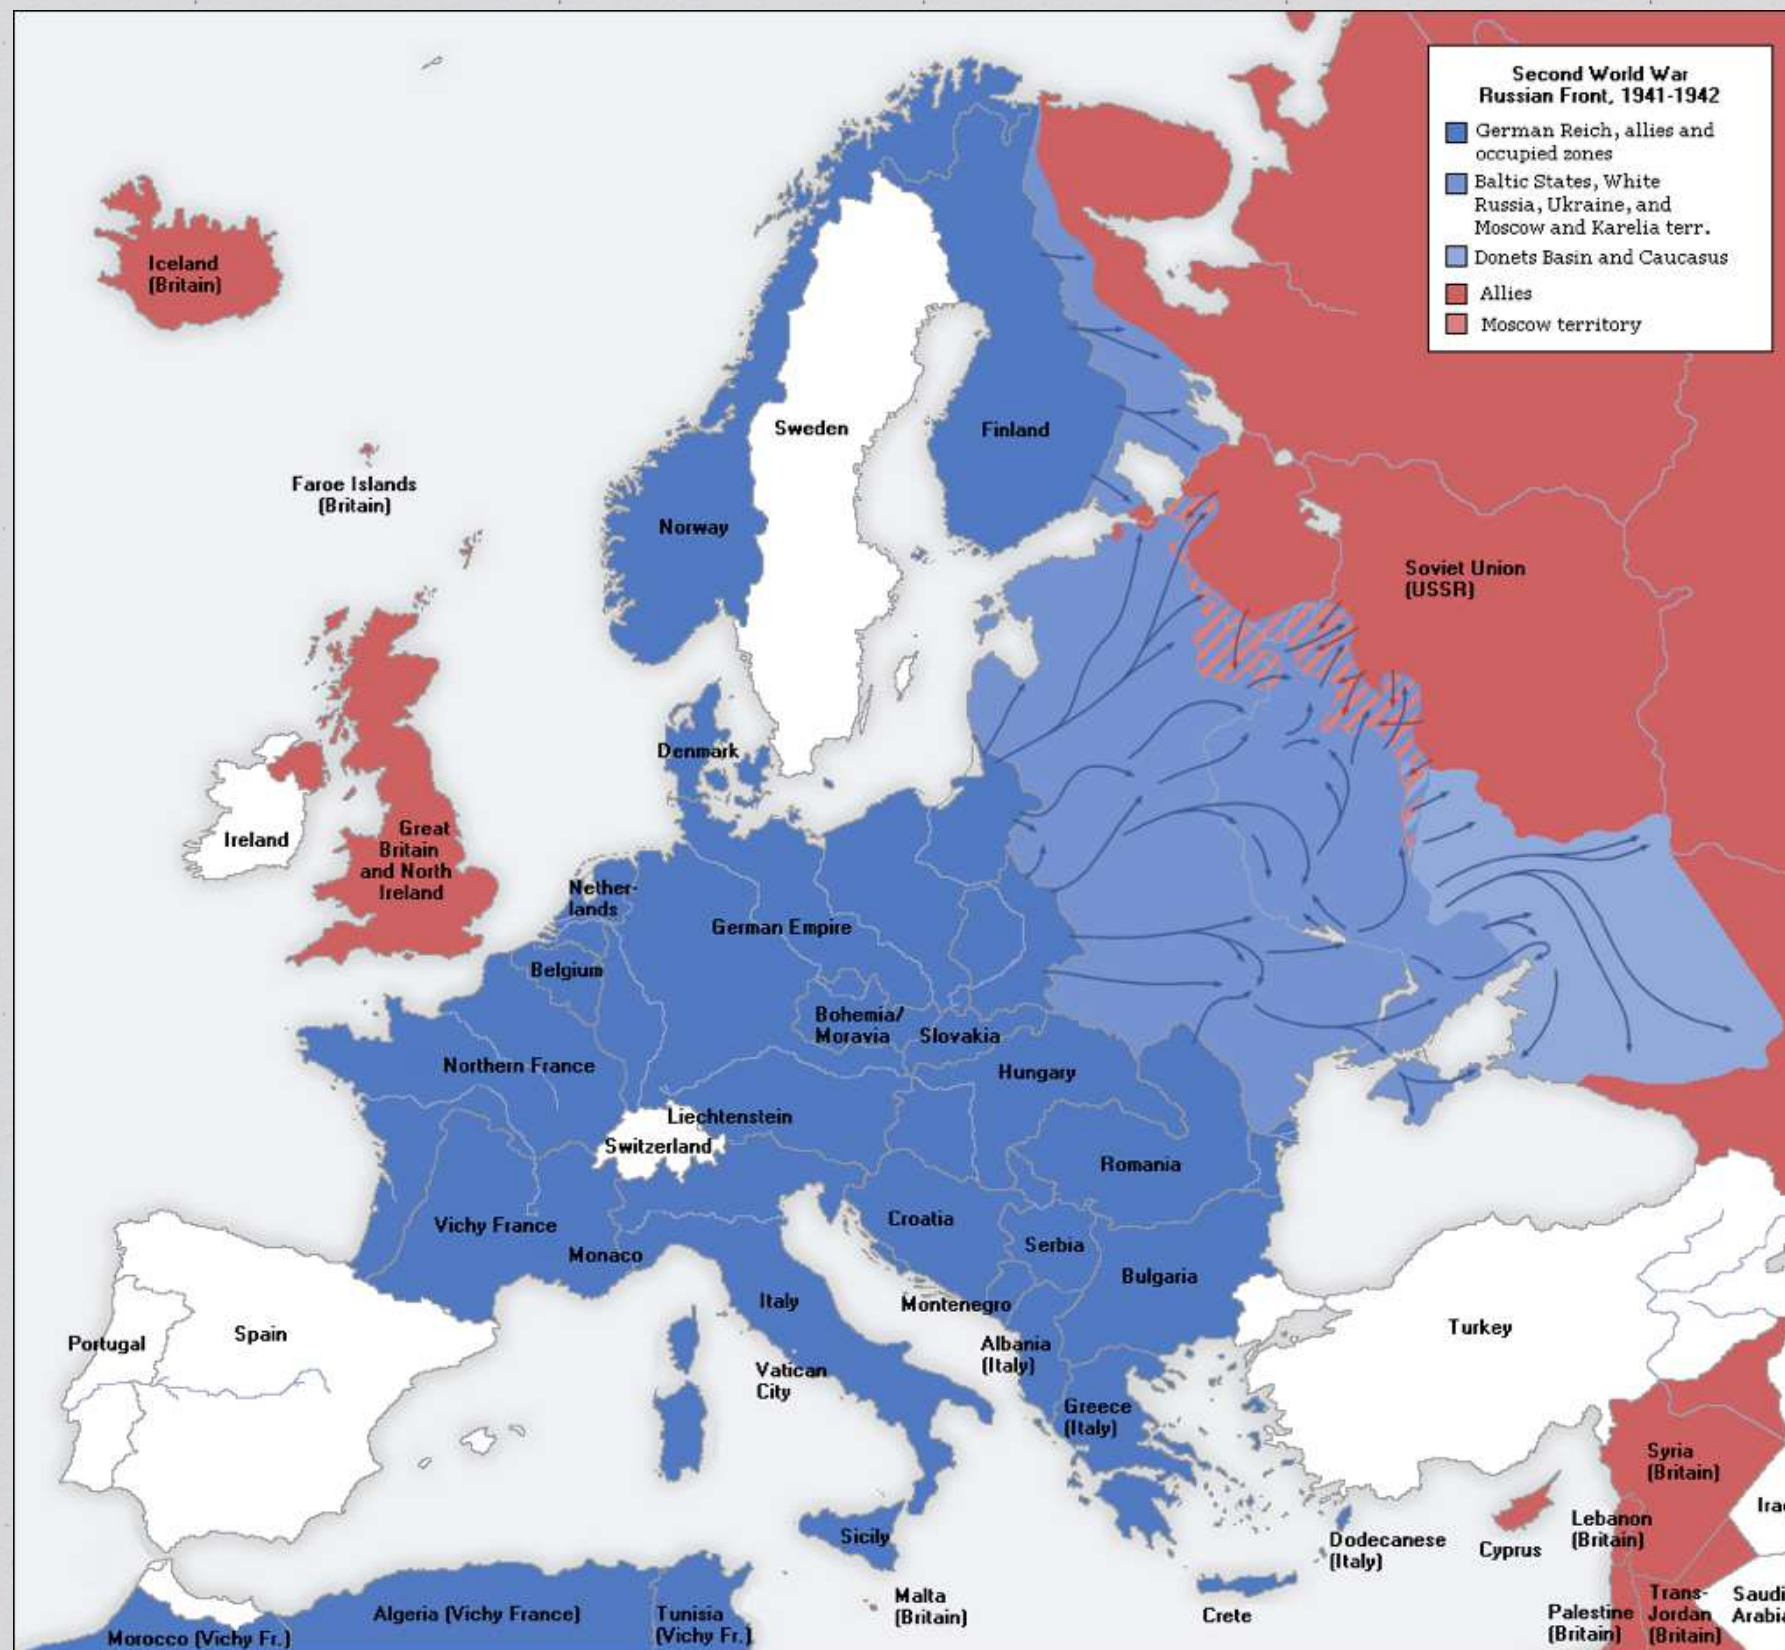 Second World War
Russian Front, 1941-1942
German Reich, allies and
occupied zones
Baltic States, White
Russia, Ukraine, and
Moscow and Karelia terr.
Donets Basin and Caucasus
Allies
Moscow territory
Iceland
(Britain)
Faroe Islands
(Britain)
Sweden
Finland
Norway
Soviet Union
(USSR)
Denmark
Ireland
Great
Britain
and North
Ireland
Nether-
lands
German Empire
Belgium
Bohemia/
Moravia
Slovakia
Northern France
Hungary
Liechtenstein
Switzerland
Romania
Vichy France
Monaco
Croatia
Serbia
Bulgaria
Italy
Montenegro
Portugal
Spain
Turkey
Albania
(Italy)
Vatican
City
Greece
(Italy)
Syria
(Britain)
Sicily
Dodecanese
(Italy)
Cyprus
Lebanon
(Britain)
Ira
Malta
(Britain)
Crete
Algeria (Vichy France)
Tunisia
(Vichy Fr.)
Morocco (Vichy Fr.)
Palestine
(Britain)
Trans-
Jordan
(Britain)
Saudi
Arabi